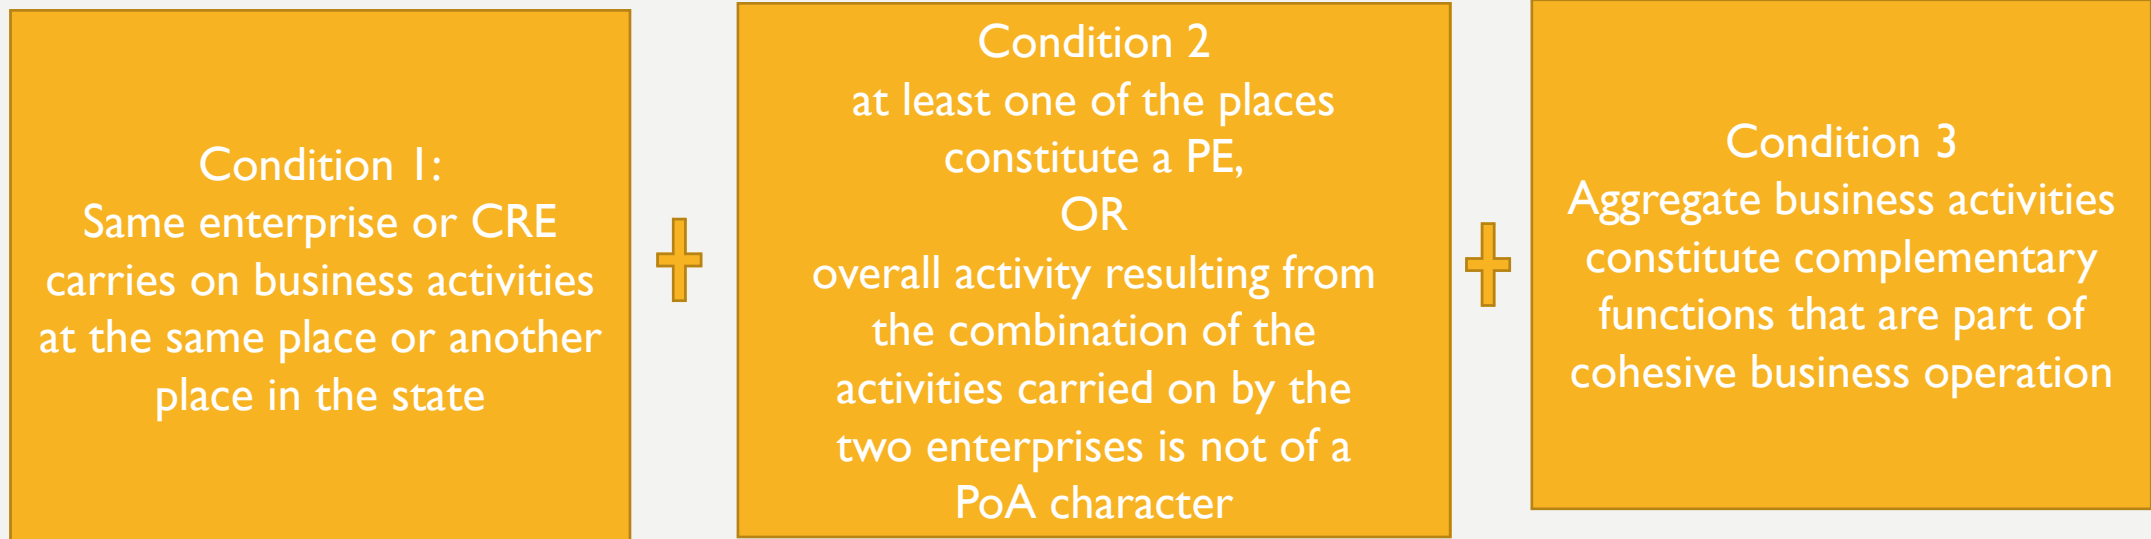 Condition 1:
Same enterprise or CRE
carries on business activities
at the same place or another
place in the state
Condition 2
at least one of the places
constitute a PE,
OR
overall activity resulting from
the combination of the
activities carried on by the
two enterprises is not of a
PoA character
Condition 3
Aggregate business activities
constitute complementary
functions that are part of
cohesive business operation